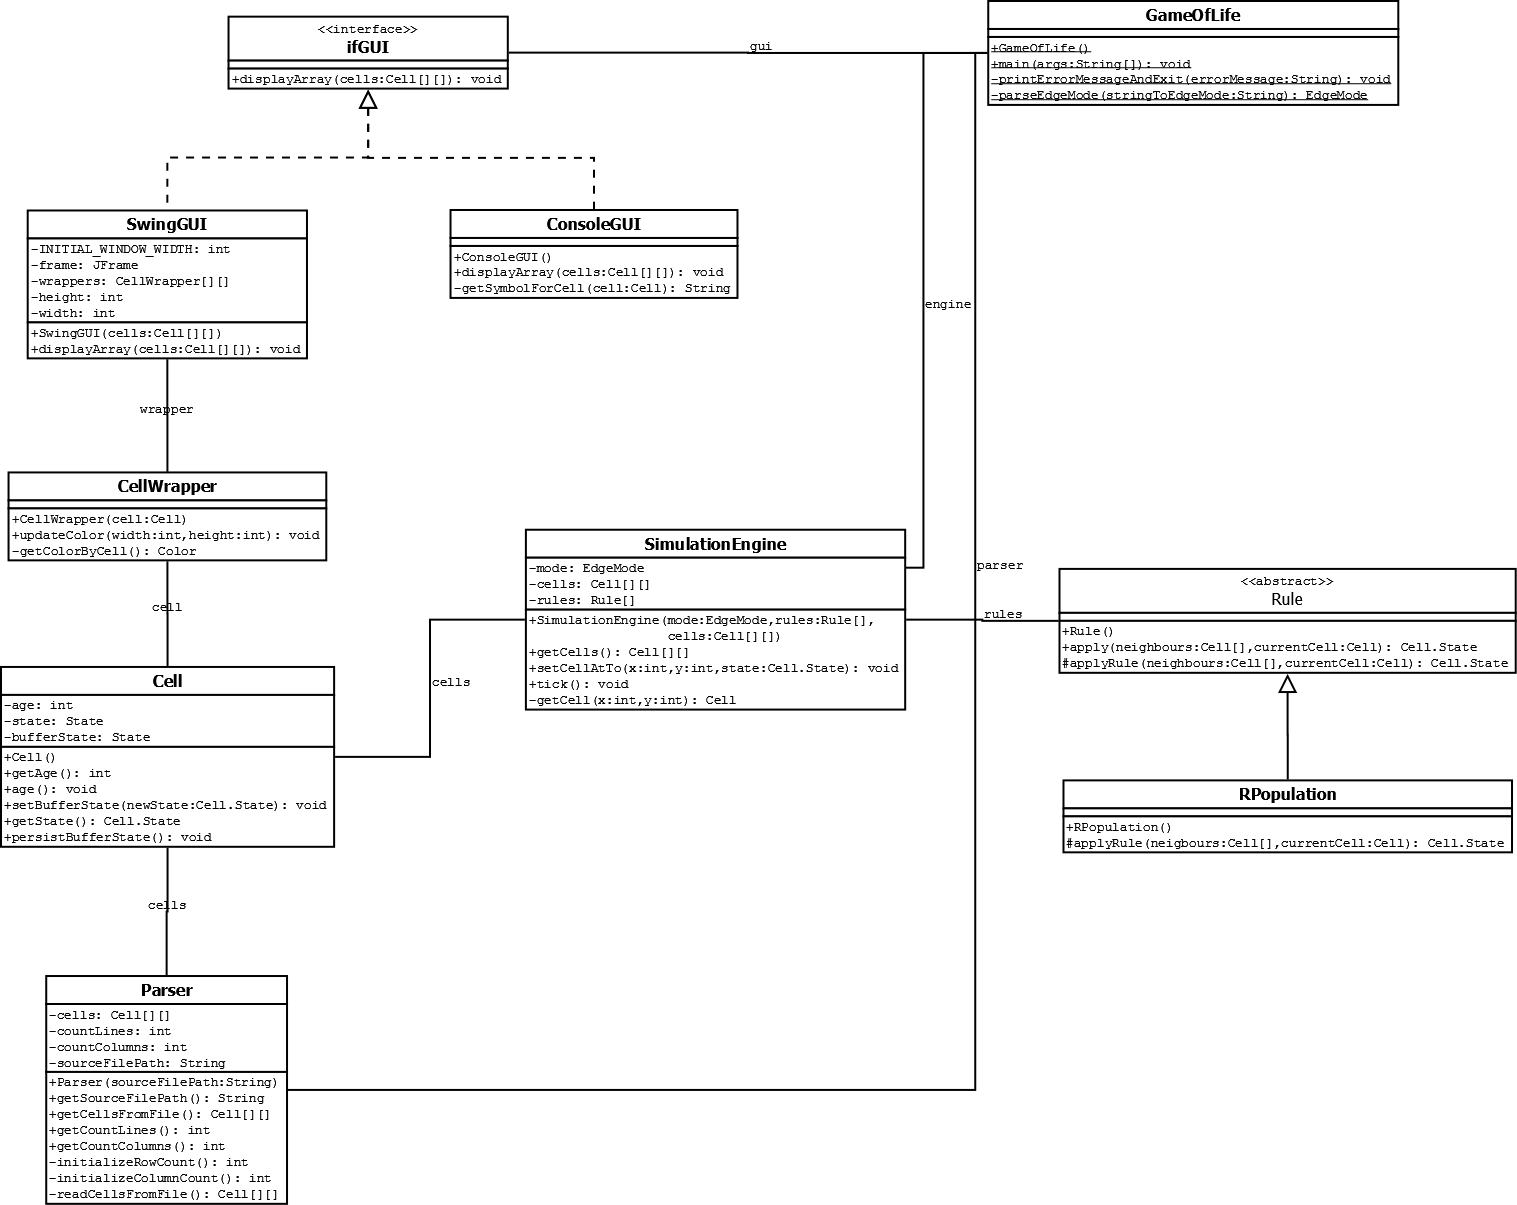 <<interface>>
ifGUI
+displayArray(cells:Cell[][]): void
gui
GameOfLife
+GameOfLife()
+main(args:String[]): void
-printErrorMessageAndExit(errorMessage:String): void
-parseEdgeMode(stringToEdgeMode:String): EdgeMode
SwingGUI
-INITIAL_WINDOW_WIDTH: int
-frame: JFrame
-wrappers: CellWrapper[][]
-height: int
-width: int
+SwingGUI(cells:Cell[][])
+displayArray(cells:Cell[][]): void
ConsoleGUI
+ConsoleGUI()
+displayArray(cells:Cell[][]): void
-getSymbolForCell(cell:Cell): String
engine
wrapper
CellWrapper
+CellWrapper(cell:Cell)
+updateColor(width:int,height:int): void
-getColorByCell(): Color
cell
SimulationEngine
-mode: EdgeMode
-cells: Cell[][]
-rules: Rule[]
+SimulationEngine(mode:EdgeMode,rules:Rule[],
cells:Cell[][])
+getCells(): Cell[][]
+setCellAtTo(x:int,y:int,state:Cell.State): void
+tick(): void
-getCell(x:int,y:int): Cell
parser
rules
<<abstract>>
Rule
+Rule()
+apply(neighbours:Cell[],currentCell:Cell): Cell.State
#applyRule(neighbours:Cell[],currentCell:Cell): Cell.State
RPopulation
+RPopulation()
#applyRule(neigbours:Cell[],currentCell:Cell): Cell.State
cells
Cell
-age: int
-state: State
-bufferState: State
+Cell()
+getAge(): int
+age(): void
+setBufferState(newState:Cell.State): void
+getState(): Cell.State
+persistBufferState(): void
cells
Parser
-cells: Cell[][]
-countLines: int
-countColumns: int
-sourceFilePath: String
+Parser(sourceFilePath:String)
+getSourceFilePath(): String
+getCellsFromFile(): Cell[][]
+getCountLines(): int
+getCountColumns(): int
-initializeRowCount(): int
-initializeColumnCount(): int
-readCellsFromFile(): Cell[][]